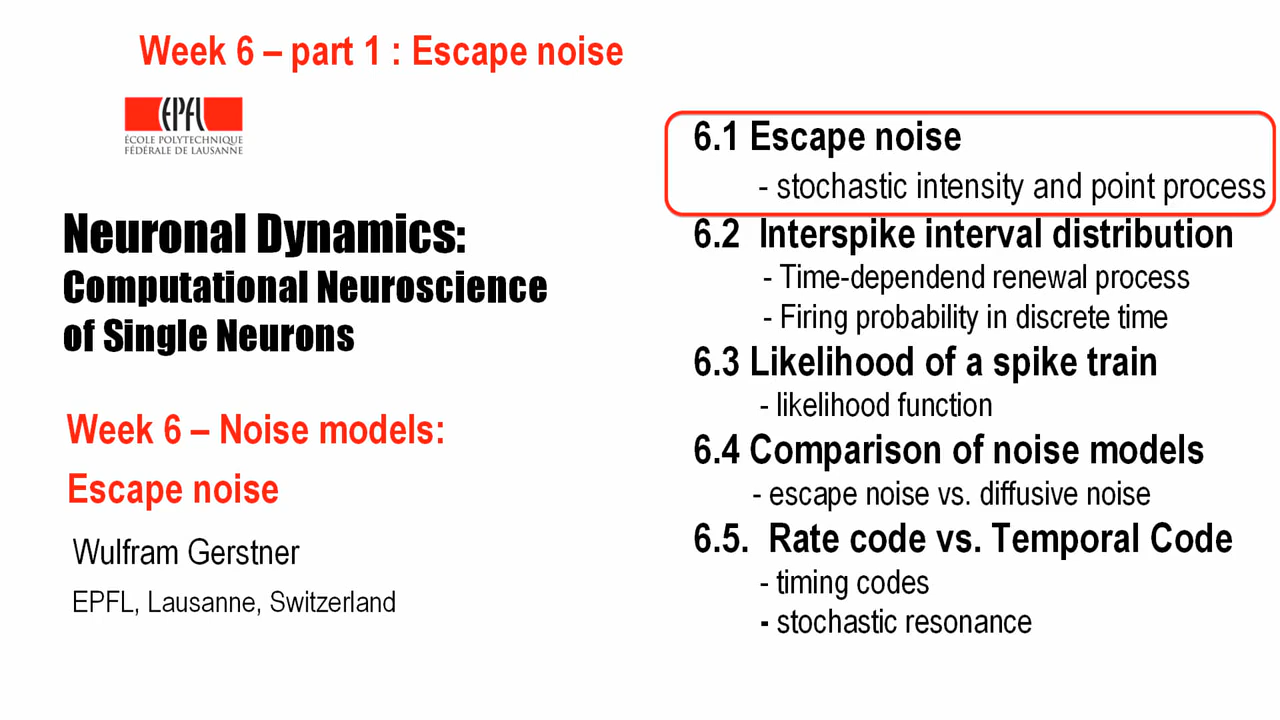 Week 6 – part 1 : Escape noise
EPFL
ÉCOLE POLYTECHNIQUE
FÉDÉRALE DE LAUSANNE
Neuronal Dynamics:
Computational Neuroscience
of Single Neurons
Week 6 – Noise models:
Escape noise
Wulfram Gerstner
EPFL, Lausanne, Switzerland
6.1 Escape noise
- stochastic intensity and point process
6.2 Interspike interval distribution
- Time-dependend renewal process
- Firing probability in discrete time
6.3 Likelihood of a spike train
- likelihood function
6.4 Comparison of noise models
- escape noise vs. diffusive noise
6.5. Rate code vs. Temporal Code
- timing codes
- stochastic resonance